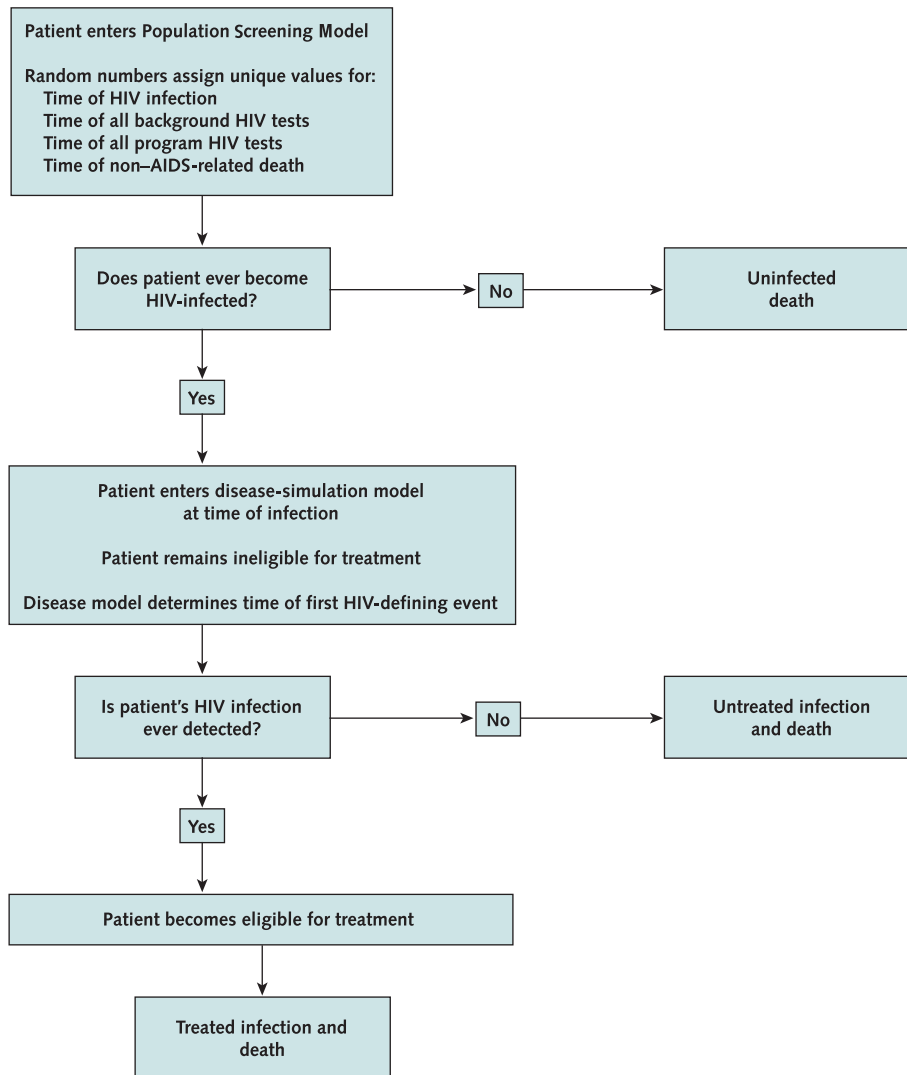 Patient enters Population Screening Model
Random numbers assign unique values for:
Time of HIV infection
Time of all background HIV tests
Time of all program HIV tests
Time of non–AIDS-related death
Does patient ever become
HIV-infected?
No
Uninfected
death
Yes
Patient enters disease-simulation model
at time of infection
Patient remains ineligible for treatment
Disease model determines time of first HIV-defining event
Is patient's HIV infection
ever detected?
No
Untreated infection
and death
Yes
Patient becomes eligible for treatment
Treated infection and
death